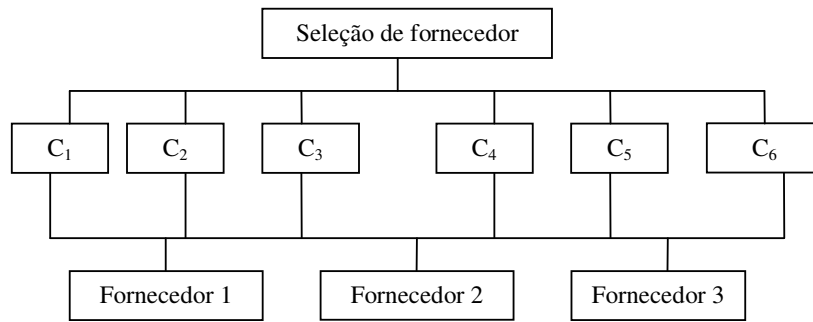 Seleção de fornecedor
C₁ C₂ C₃ C₄ C₅ C₆
Fornecedor 1 Fornecedor 2 Fornecedor 3